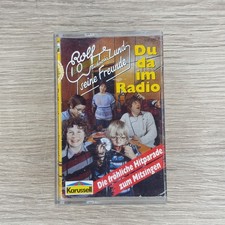 Rolf
und
seine Freunde
Du
da im
Radio
Die fröhliche Hitparade
zum Mitsingen
Karussell